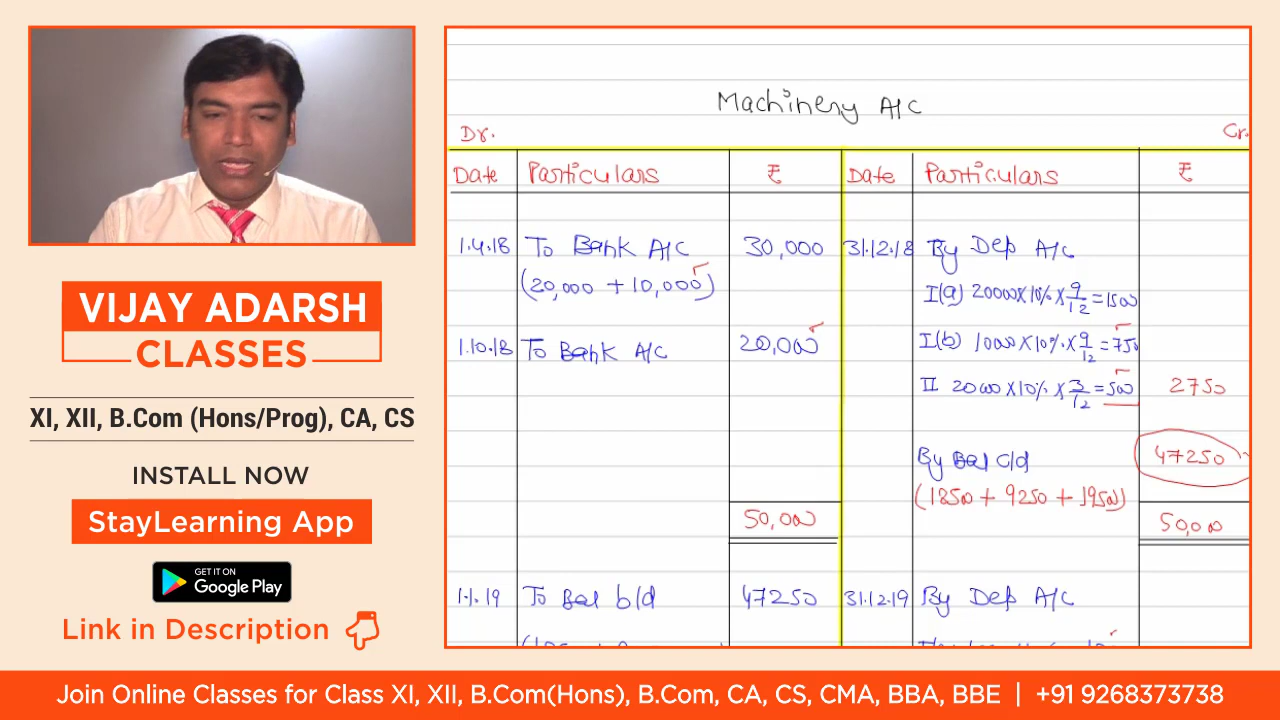 VIJAY ADARSH
CLASSES
XI, XII, B.Com (Hons/Prog), CA, CS
INSTALL NOW
StayLearning App
GET IT ON
Google Play
Link in Description
Machinery A/C
Dr. Cr.
Date Particulars ₹ Date Particulars ₹
1.4.18 To Bank A/C 30,000 31.12.18 By Dep A/C
(20,000 + 10,000) I(a) 20000×10%×9/12=1500
1.10.18 To Bank A/C 20,000 I(b) 10000×10%×9/12=750
II 20000×10%×3/12=500 2750
By Bal c/d 47250
(18500 + 9250 + 19500)
50,000 50,000
1.1.19 To Bal b/d 47250 31.12.19 By Dep A/C
Join Online Classes for Class XI, XII, B.Com(Hons), B.Com, CA, CS, CMA, BBA, BBE | +91 9268373738